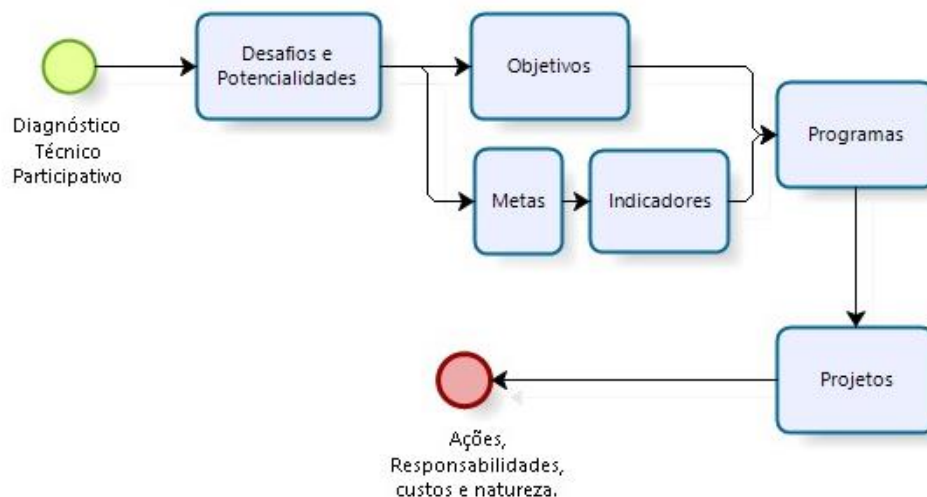 Diagnóstico
Técnico
Participativo
Desafios e
Potencialidades
Objetivos
Metas
Indicadores
Programas
Projetos
Ações,
Responsabilidades,
custos e natureza.